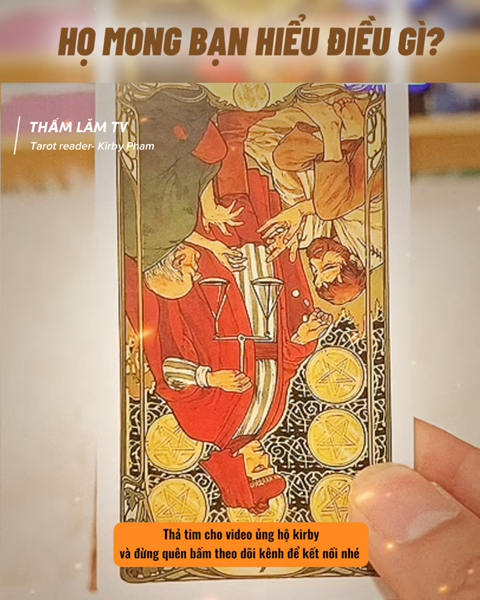 HỌ MONG BẠN HIỂU ĐIỀU GÌ?
THẤM LẮM TV
Tarot reader- Kirby Pham
Thả tim cho video ủng hộ kirby
và đừng quên bấm theo dõi kênh để kết nối nhé